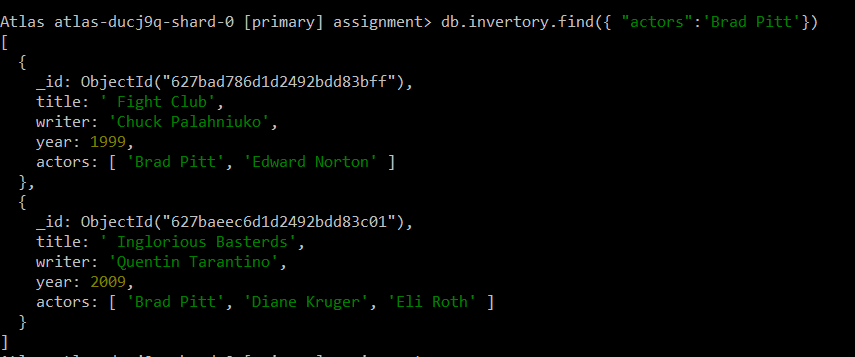 Atlas atlas-ducj9q-shard-0 [primary] assignment> db.inventory.find({ "actors":'Brad Pitt'})
[
  {
    _id: ObjectId("627bad786d1d2492bdd83bff"),
    title: ' Fight Club',
    writer: 'Chuck Palahniuko',
    year: 1999,
    actors: [ 'Brad Pitt', 'Edward Norton' ]
  },
  {
    _id: ObjectId("627baeec6d1d2492bdd83c01"),
    title: ' Inglorious Basterds',
    writer: 'Quentin Tarantino',
    year: 2009,
    actors: [ 'Brad Pitt', 'Diane Kruger', 'Eli Roth' ]
  }
]